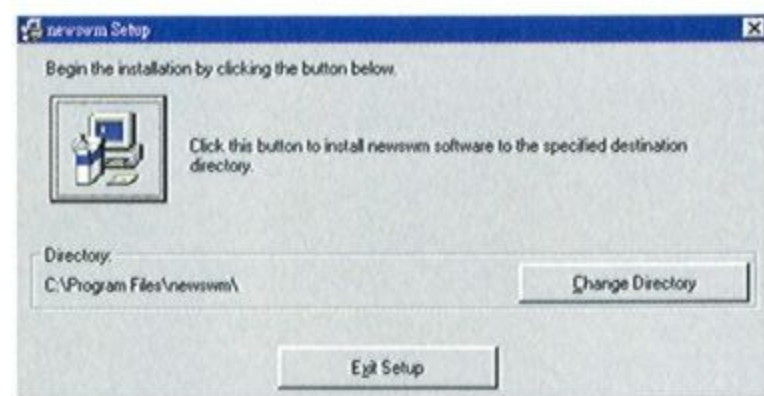 newswm Setup
Begin the installation by clicking the button below.
Click this button to install newswm software to the specified destination
directory.
Directory:
C:\Program Files\newswm\
Change Directory
Exit Setup